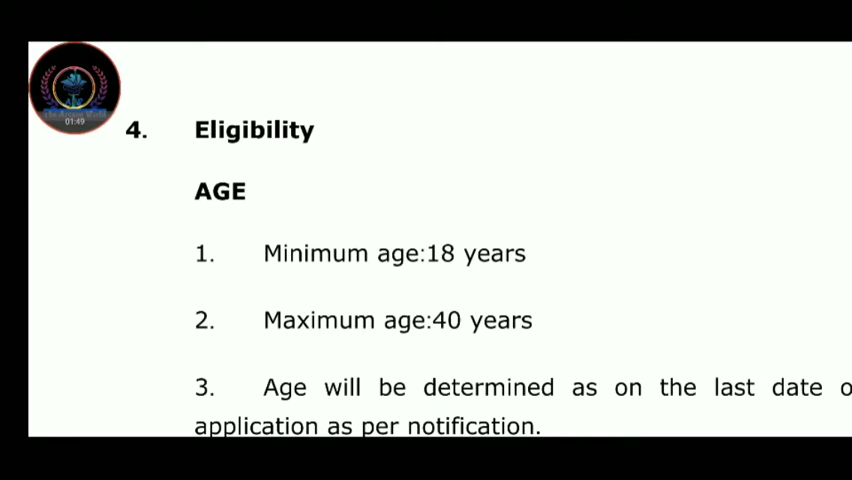 01:49
4. Eligibility
AGE
1. Minimum age:18 years
2. Maximum age:40 years
3. Age will be determined as on the last date
application as per notification.